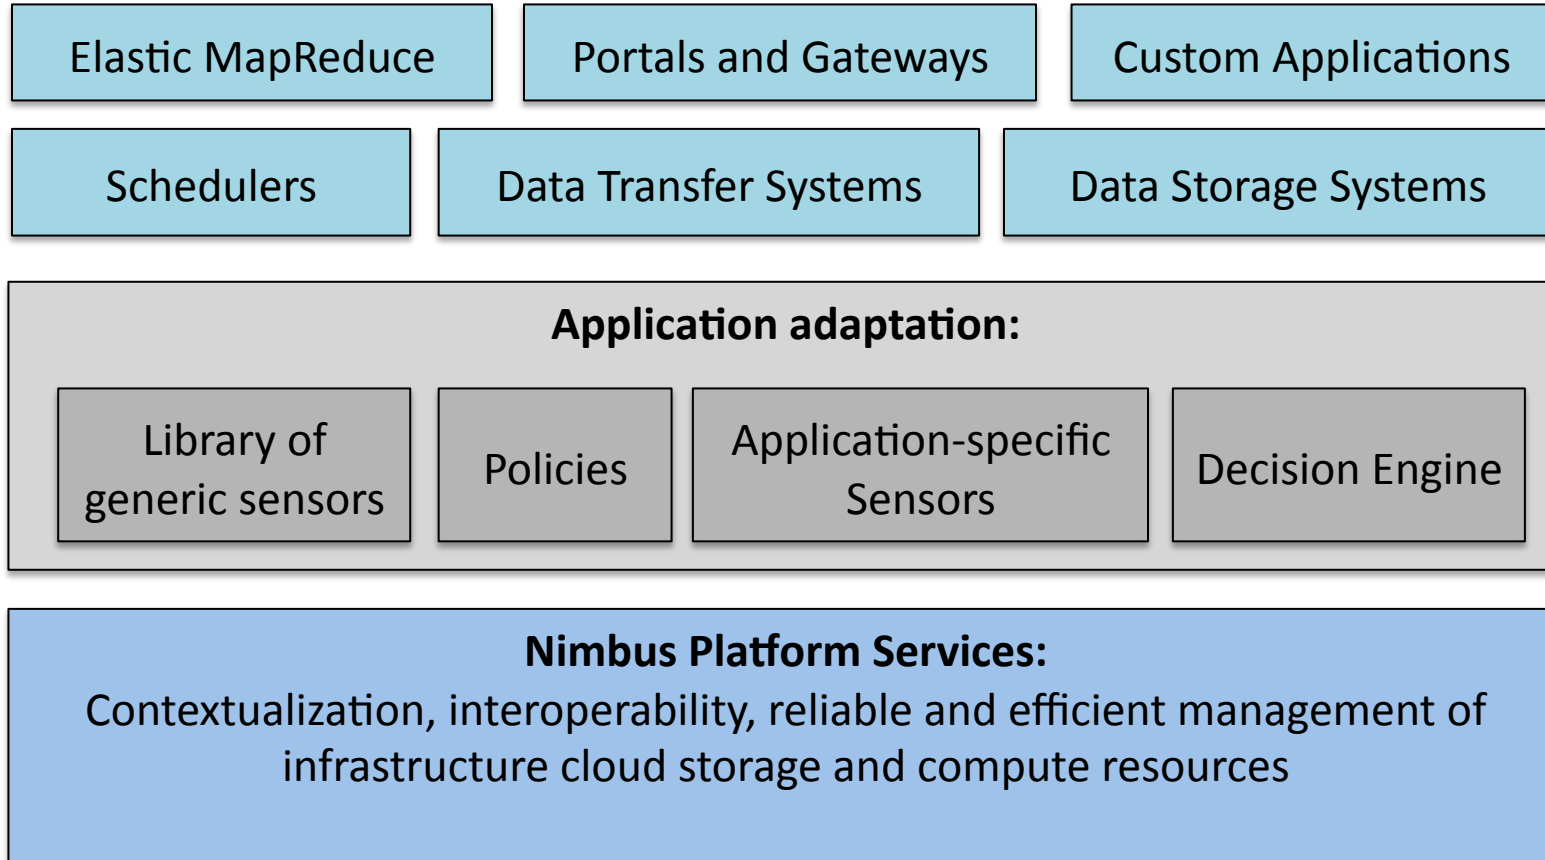 Elastic MapReduce
Portals and Gateways
Custom Applications
Schedulers
Data Transfer Systems
Data Storage Systems
Application adaptation:
Library of
generic sensors
Policies
Application-specific
Sensors
Decision Engine
Nimbus Platform Services:
Contextualization, interoperability, reliable and efficient management of
infrastructure cloud storage and compute resources